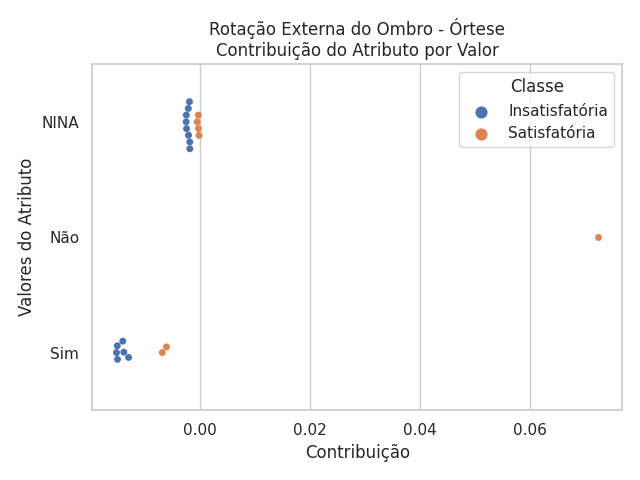 Rotação Externa do Ombro - Órtese
Contribuição do Atributo por Valor
Classe
Insatisfatória
Satisfatória
Valores do Atributo
NINA
Não
Sim
0.00
0.02
0.04
0.06
Contribuição